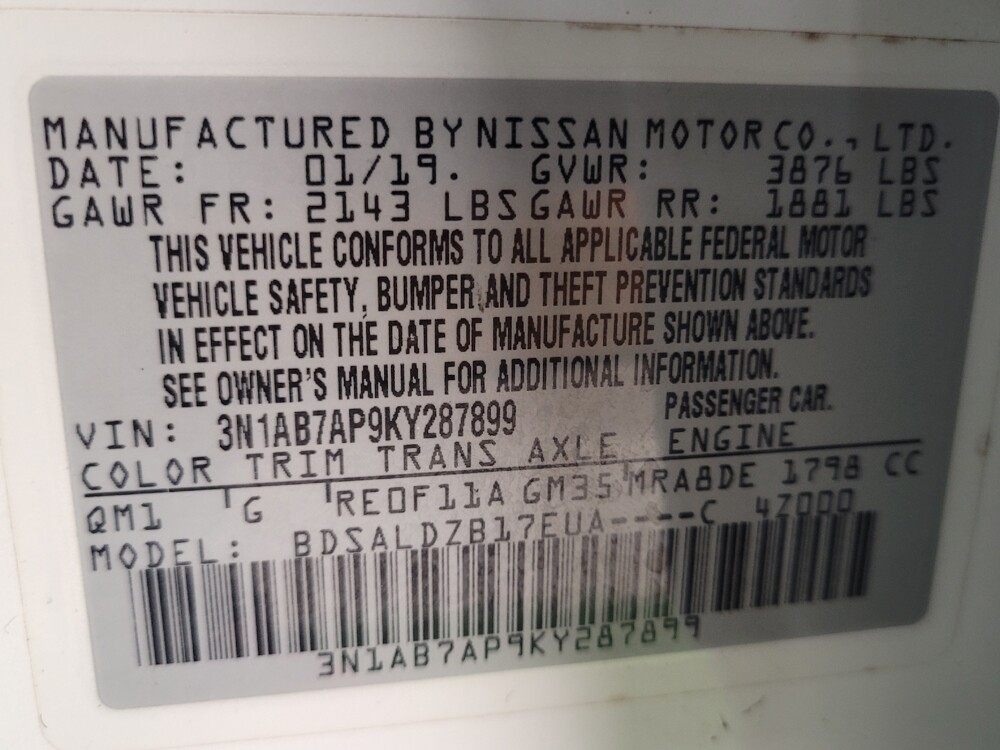 MANUFACTURED BY NISSAN MOTOR CO., LTD.
DATE: 01/19. GVWR: 3876 LBS
GAWR FR: 2143 LBS GAWR RR: 1881 LBS
THIS VEHICLE CONFORMS TO ALL APPLICABLE FEDERAL MOTOR
VEHICLE SAFETY, BUMPER AND THEFT PREVENTION STANDARDS
IN EFFECT ON THE DATE OF MANUFACTURE SHOWN ABOVE.
SEE OWNER'S MANUAL FOR ADDITIONAL INFORMATION.
VIN: 3N1AB7AP9KY287899 PASSENGER CAR.
COLOR TRIM TRANS AXLE ENGINE
QM1 G RE0F11A GM35 MRA8DE 1798 CC
MODEL: BDSALDZB17EUA----C 4Z000
3N1AB7AP9KY287899